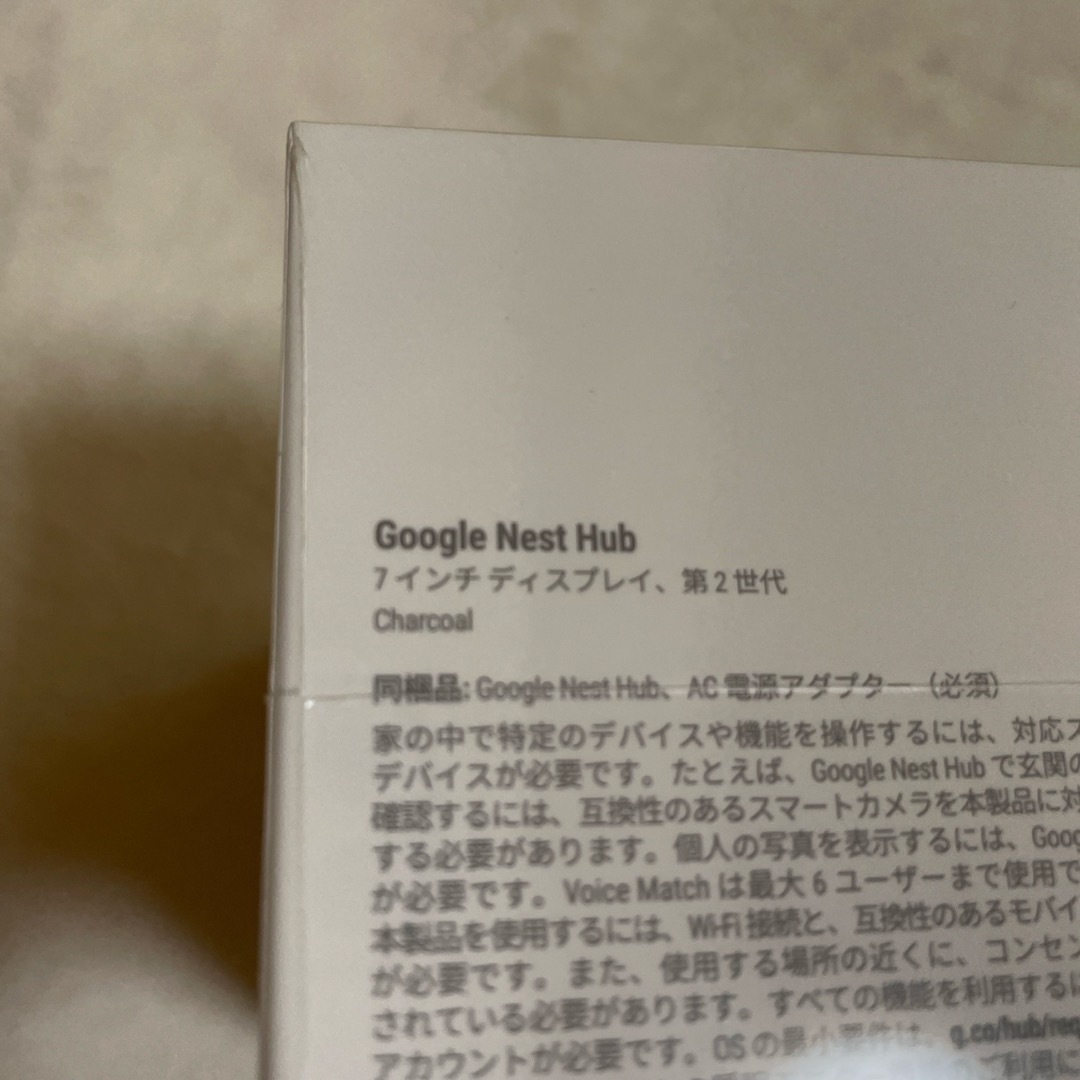 Google Nest Hub
7 インチ ディスプレイ、第 2 世代
Charcoal
同梱品: Google Nest Hub、AC 電源アダプター（必須）
家の中で特定のデバイスや機能を操作するには、対応ス
デバイスが必要です。たとえば、Google Nest Hub で玄関の
確認するには、互換性のあるスマートカメラを本製品に対
する必要があります。個人の写真を表示するには、Goog
が必要です。Voice Match は最大 6 ユーザーまで使用で
本製品を使用するには、Wi-Fi 接続と、互換性のあるモバイ
が必要です。また、使用する場所の近くに、コンセン
されている必要があります。すべての機能を利用するに
アカウントが必要です。OS の最小要件は、g.co/hub/req
ご利用に